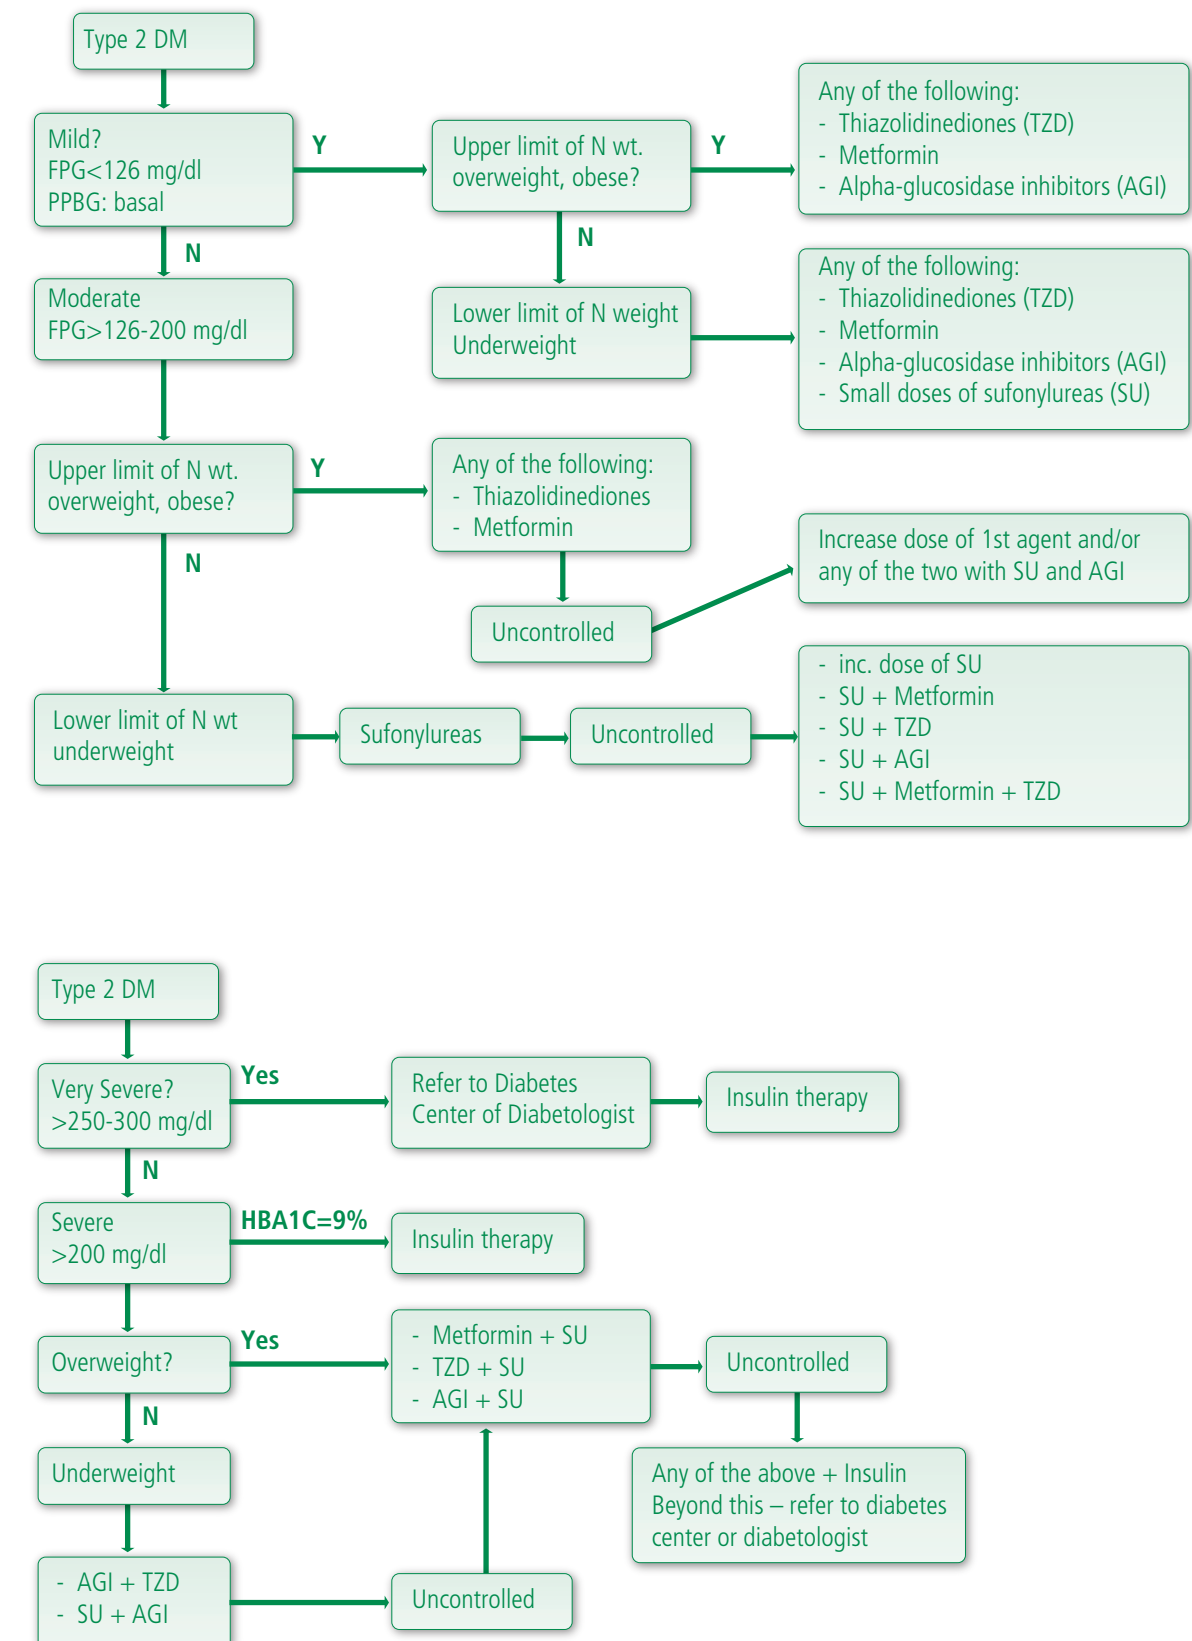 Type 2 DM
Mild?
FPG<126 mg/dl
PPBG: basal
Y
Upper limit of N wt.
overweight, obese?
Y
Any of the following:
- Thiazolidinediones (TZD)
- Metformin
- Alpha-glucosidase inhibitors (AGI)
N
N
Lower limit of N weight
Underweight
Any of the following:
- Thiazolidinediones (TZD)
- Metformin
- Alpha-glucosidase inhibitors (AGI)
- Small doses of sufonylureas (SU)
Moderate
FPG>126-200 mg/dl
Upper limit of N wt.
overweight, obese?
Y
Any of the following:
- Thiazolidinediones
- Metformin
N
Uncontrolled
Increase dose of 1st agent and/or
any of the two with SU and AGI
Lower limit of N wt
underweight
Sufonylureas
Uncontrolled
- inc. dose of SU
- SU + Metformin
- SU + TZD
- SU + AGI
- SU + Metformin + TZD
Type 2 DM
Very Severe?
>250-300 mg/dl
Yes
Refer to Diabetes
Center of Diabetologist
Insulin therapy
N
Severe
>200 mg/dl
HBA1C=9%
Insulin therapy
Overweight?
Yes
- Metformin + SU
- TZD + SU
- AGI + SU
Uncontrolled
N
Underweight
Any of the above + Insulin
Beyond this – refer to diabetes
center or diabetologist
- AGI + TZD
- SU + AGI
Uncontrolled